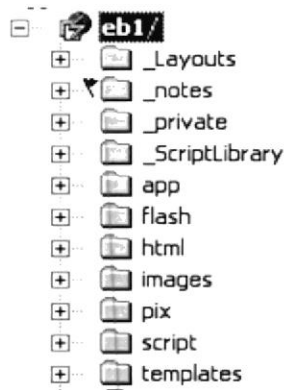 eb1/
_Layouts
_notes
_private
_ScriptLibrary
app
flash
html
images
pix
script
templates